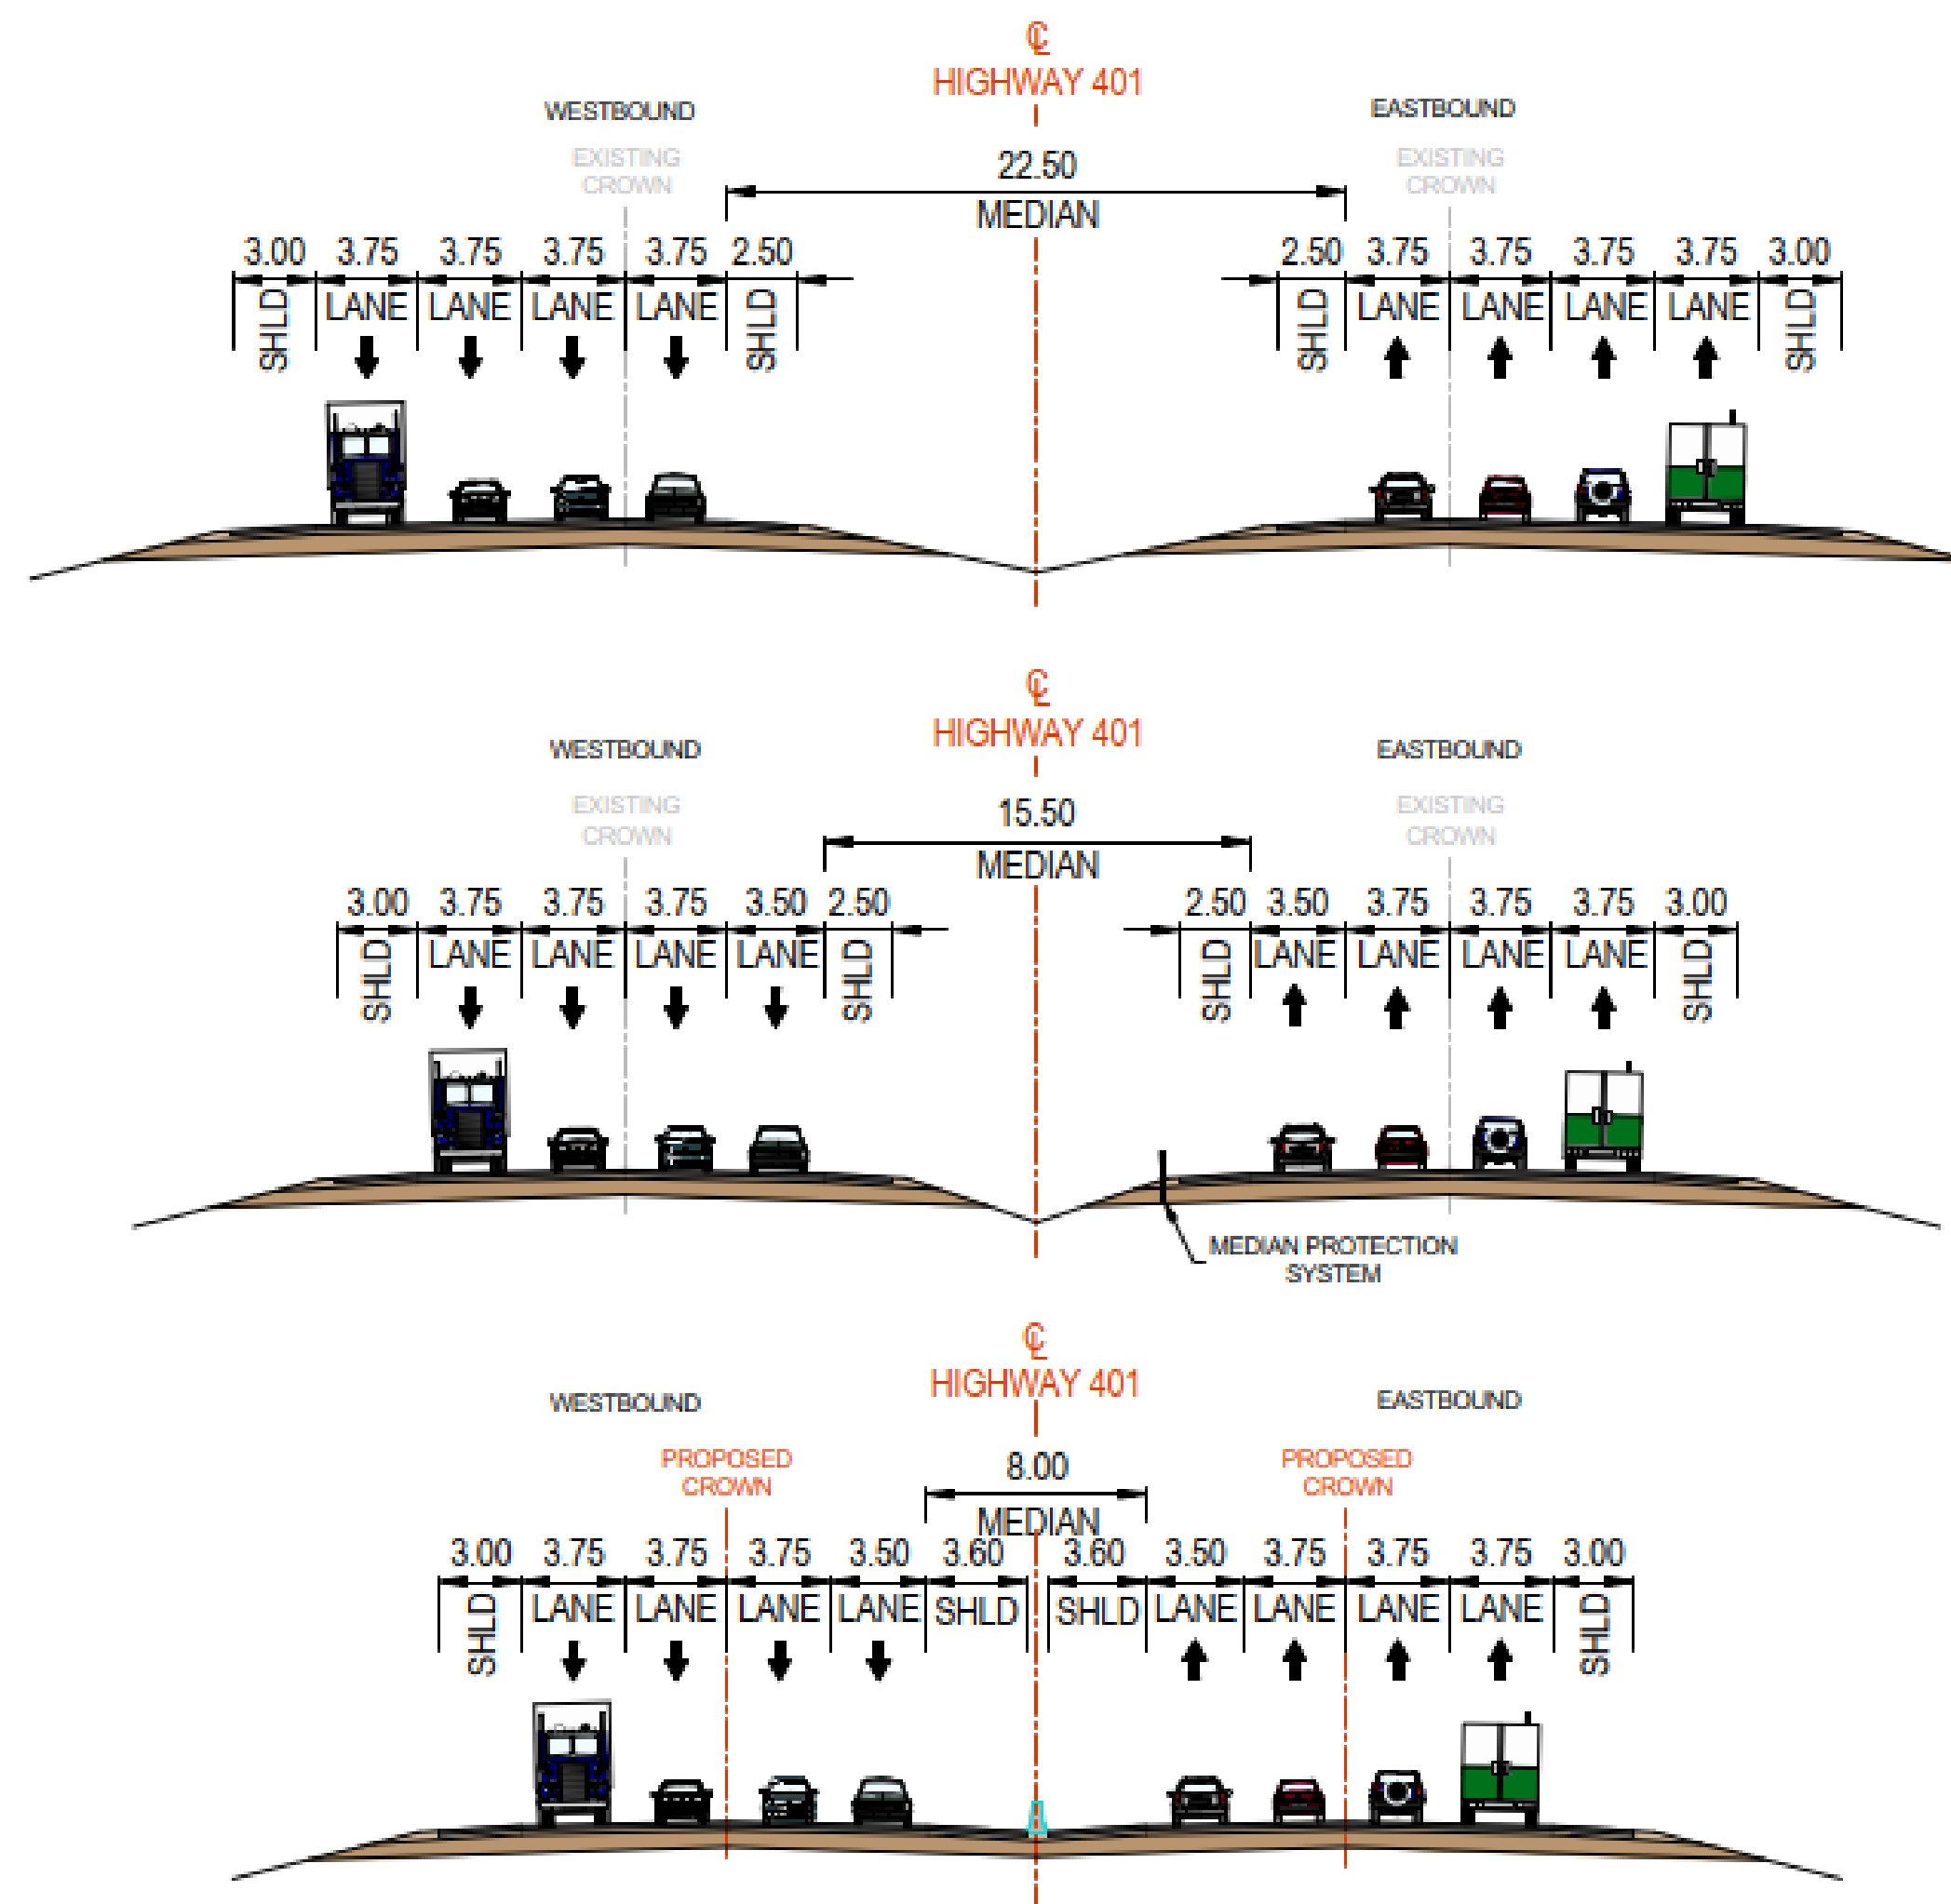 ℄
HIGHWAY 401
WESTBOUND
EASTBOUND
EXISTING
CROWN
22.50
MEDIAN
EXISTING
CROWN
3.00 3.75 3.75 3.75 3.75 2.50
SHLD LANE LANE LANE LANE SHLD
2.50 3.75 3.75 3.75 3.75 3.00
SHLD LANE LANE LANE LANE SHLD
℄
HIGHWAY 401
WESTBOUND
EASTBOUND
EXISTING
CROWN
15.50
MEDIAN
EXISTING
CROWN
3.00 3.75 3.75 3.75 3.50 2.50
SHLD LANE LANE LANE LANE SHLD
2.50 3.50 3.75 3.75 3.75 3.00
SHLD LANE LANE LANE LANE SHLD
MEDIAN PROTECTION
SYSTEM
℄
HIGHWAY 401
WESTBOUND
EASTBOUND
PROPOSED
CROWN
8.00
MEDIAN
PROPOSED
CROWN
3.00 3.75 3.75 3.75 3.50 3.60
SHLD LANE LANE LANE LANE SHLD
3.60 3.50 3.75 3.75 3.75 3.00
SHLD LANE LANE LANE LANE SHLD